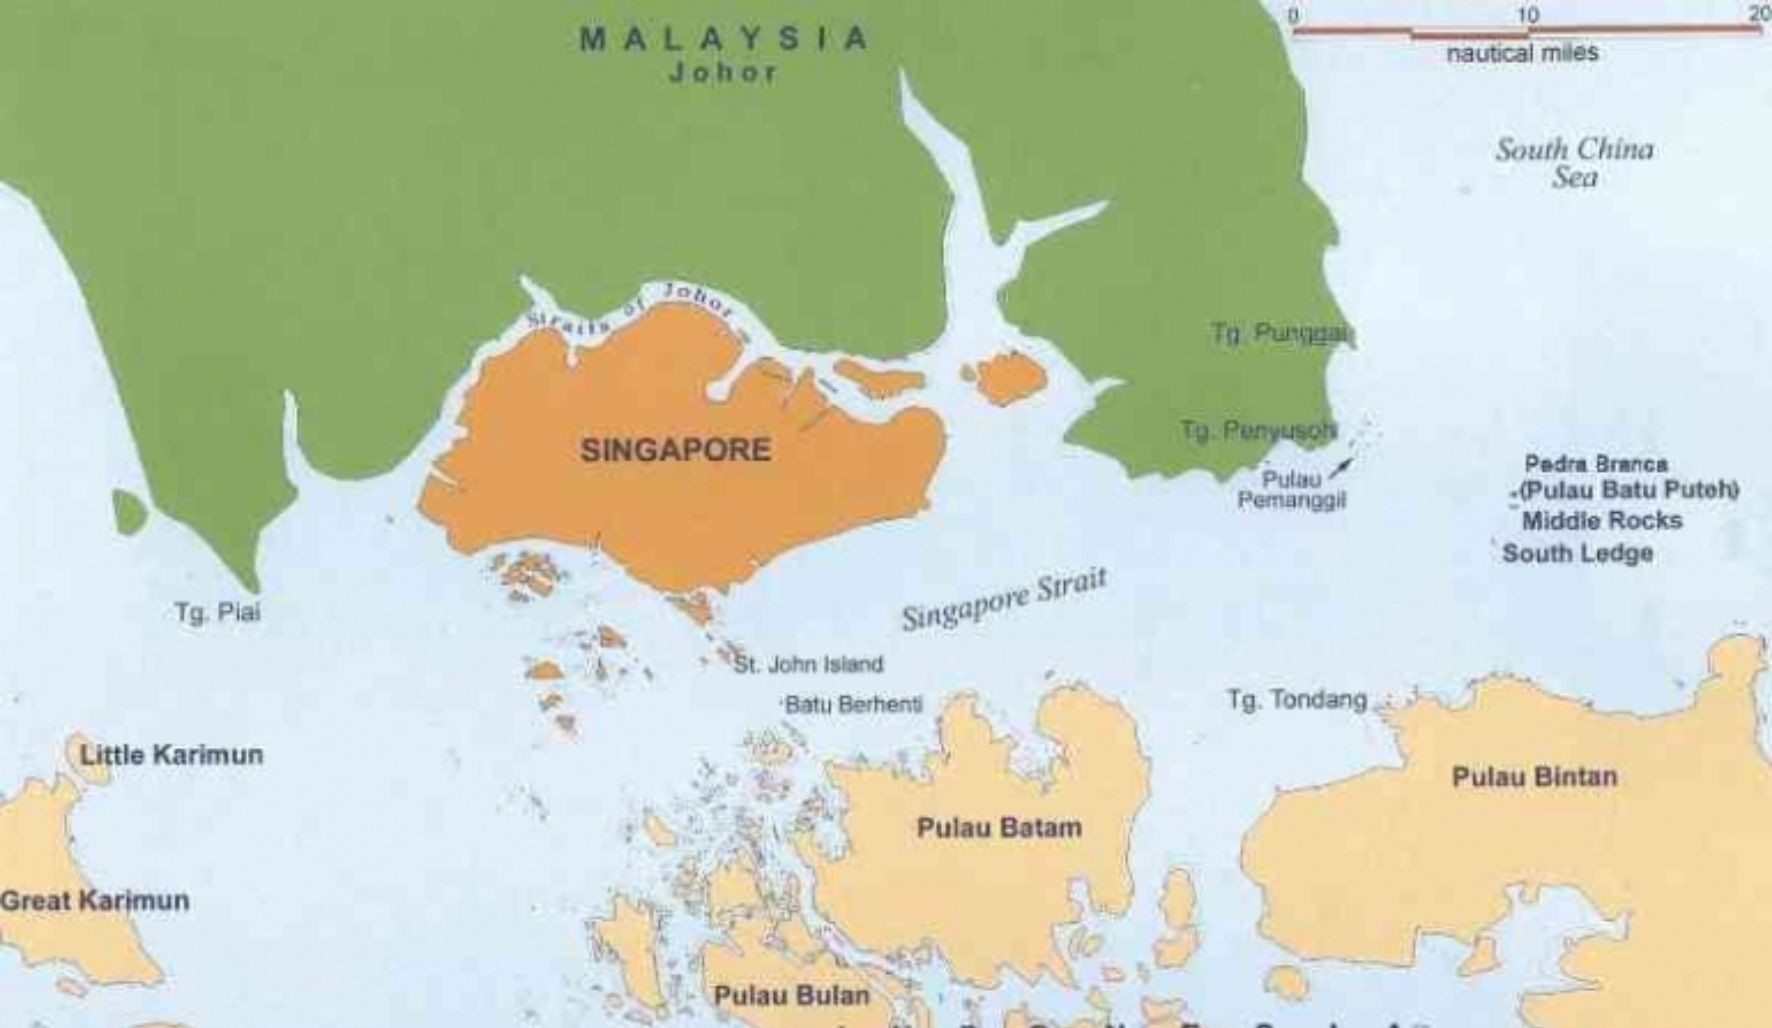 0 10 20
nautical miles
MALAYSIA
Johor
South China
Sea
Straits of Johor
Tg. Punggai
SINGAPORE
Tg. Penyusoh
Pulau
Pemanggil
Pedra Branca
(Pulau Batu Puteh)
Middle Rocks
South Ledge
Singapore Strait
Tg. Piai
St. John Island
Batu Berhenti
Tg. Tondang
Little Karimun
Pulau Bintan
Pulau Batam
Great Karimun
Pulau Bulan